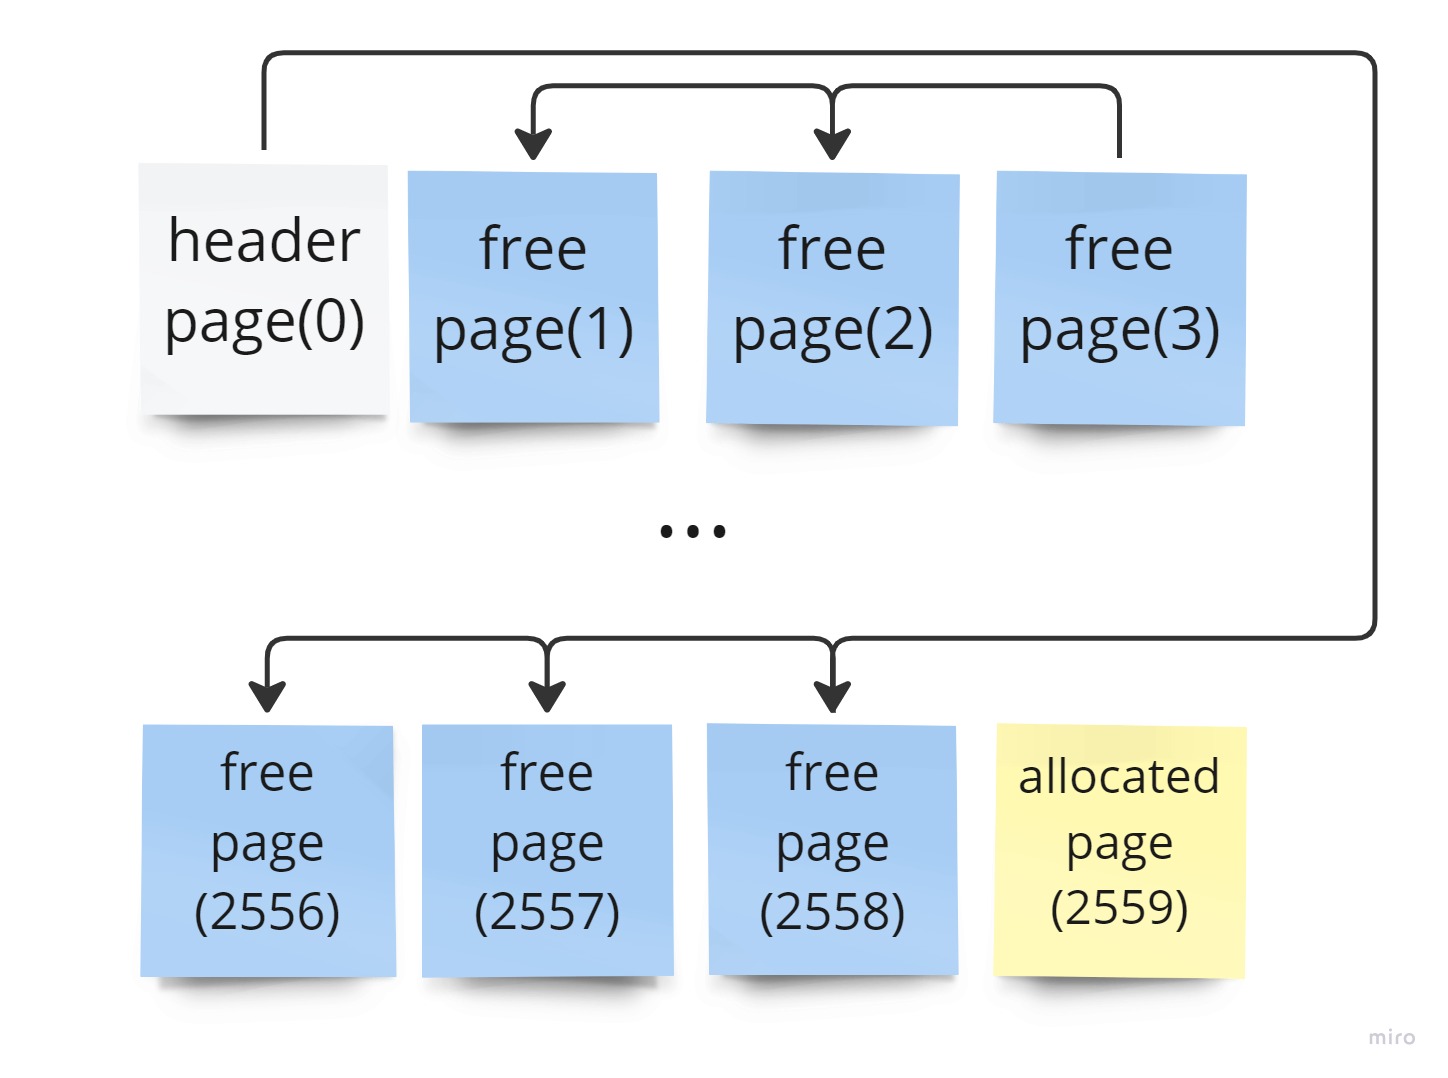 header
page(0)
free
page(1)
free
page(2)
free
page(3)
...
free
page
(2556)
free
page
(2557)
free
page
(2558)
allocated
page
(2559)
miro